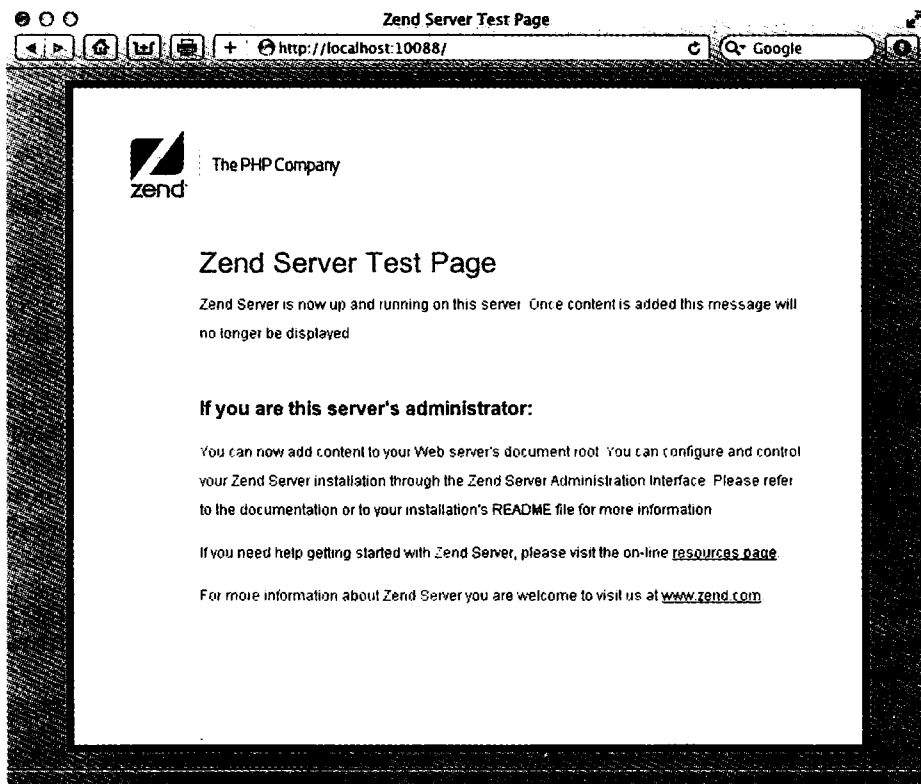 Zend Server Test Page
http://localhost:10088/
Google
zend
The PHP Company
Zend Server Test Page
Zend Server is now up and running on this server. Once content is added this message will
no longer be displayed
If you are this server's administrator:
You can now add content to your Web server's document root. You can configure and control
your Zend Server installation through the Zend Server Administration Interface. Please refer
to the documentation or to your installation's README file for more information
If you need help getting started with Zend Server, please visit the on-line resources page.
For more information about Zend Server you are welcome to visit us at www.zend.com